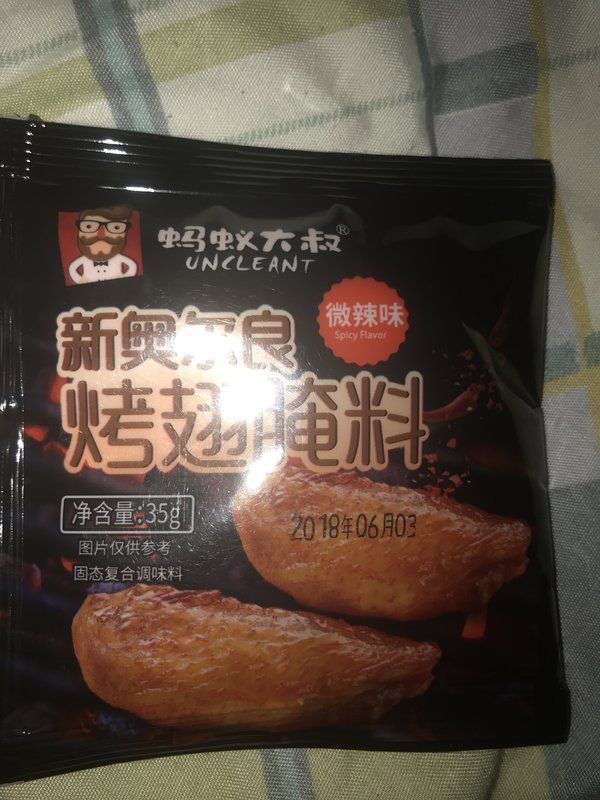 蚂蚁大叔®
UNCLEANT
微辣味
Spicy Flavor
新奥尔良
烤翅腌料
净含量:35g
图片仅供参考
固态复合调味料
2018年06月03